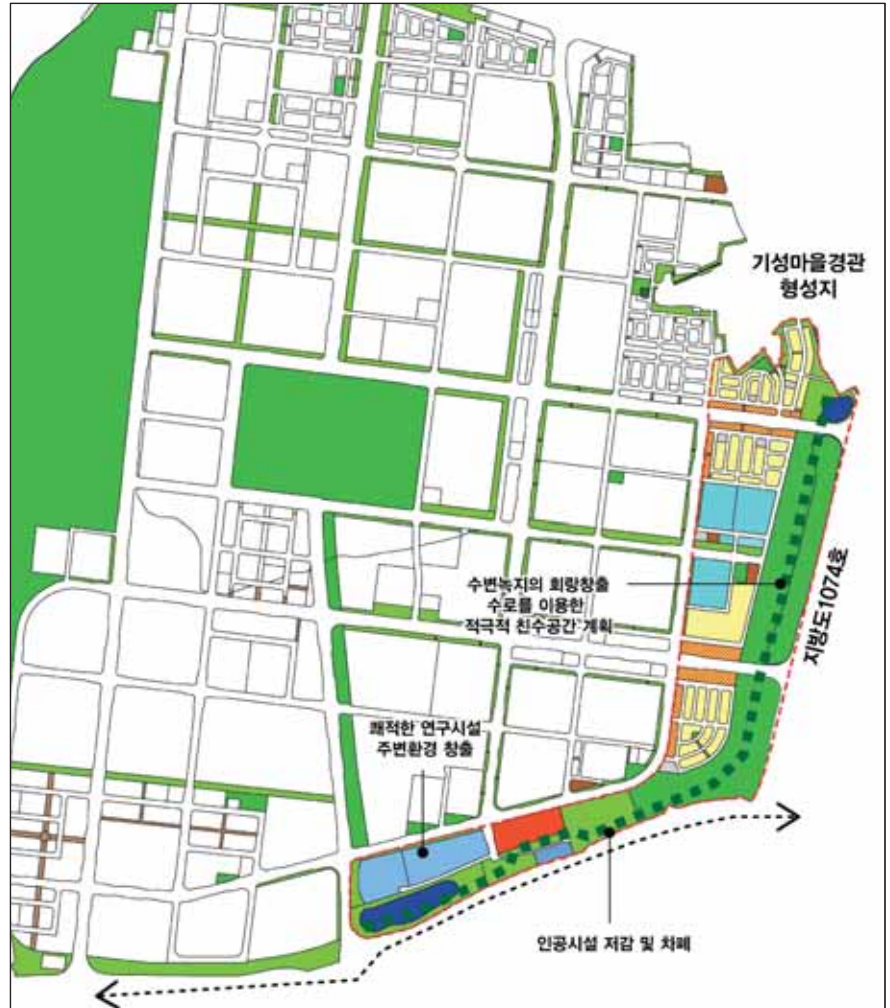 기성마을경관
형성지
수변녹지의 회랑창출
수로를 이용한
적극적 친수공간 계획
지방도1074호
쾌적한 연구시설
주변환경 창출
인공시설 저감 및 차폐